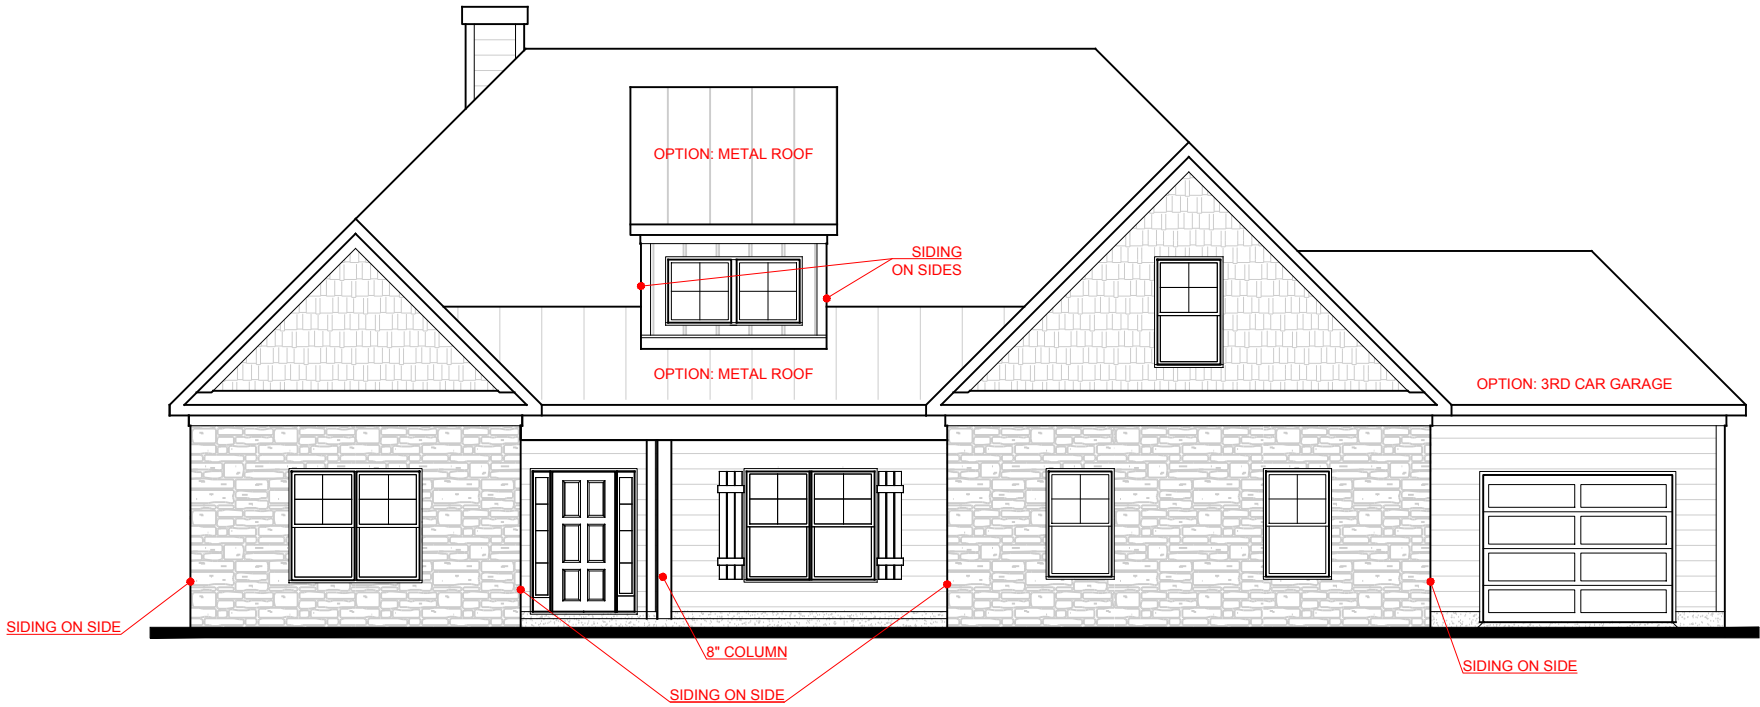 OPTION: METAL ROOF
SIDING
ON SIDES
OPTION: METAL ROOF
OPTION: 3RD CAR GARAGE
SIDING ON SIDE
8" COLUMN
SIDING ON SIDE
SIDING ON SIDE